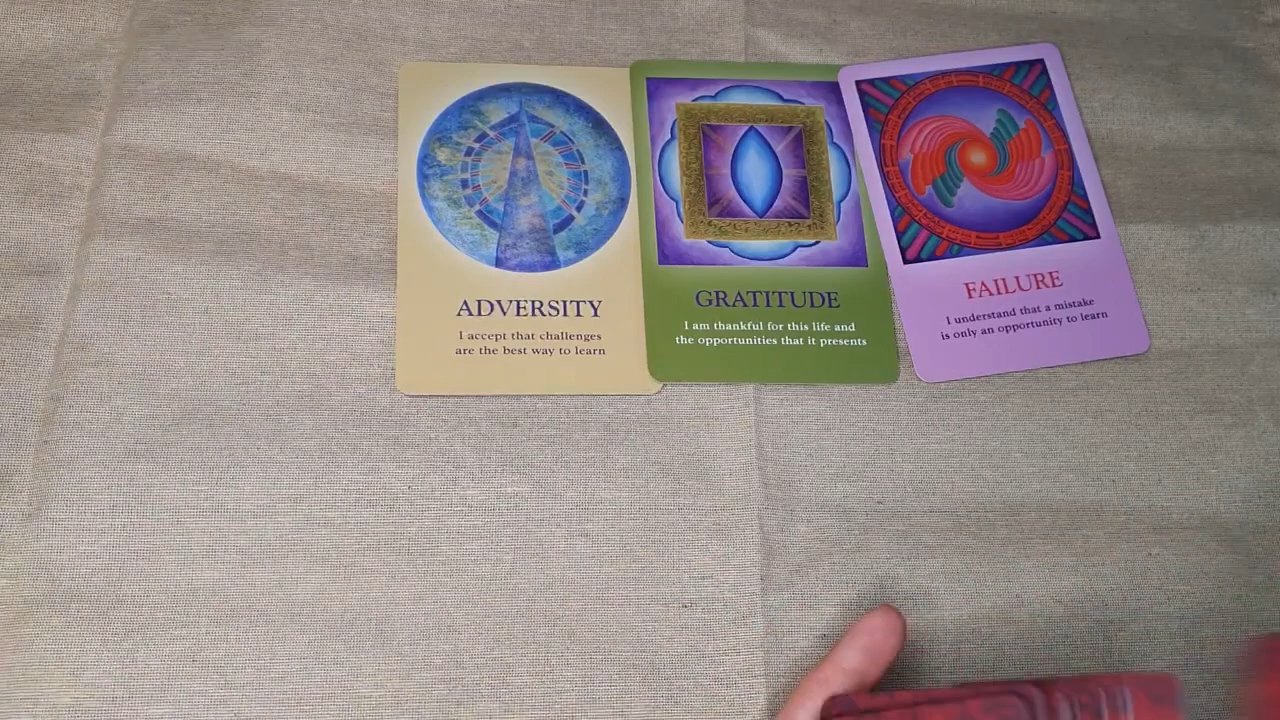 ADVERSITY
I accept that challenges
are the best way to learn
GRATITUDE
I am thankful for this life and
the opportunities that it presents
FAILURE
I understand that a mistake
is only an opportunity to learn